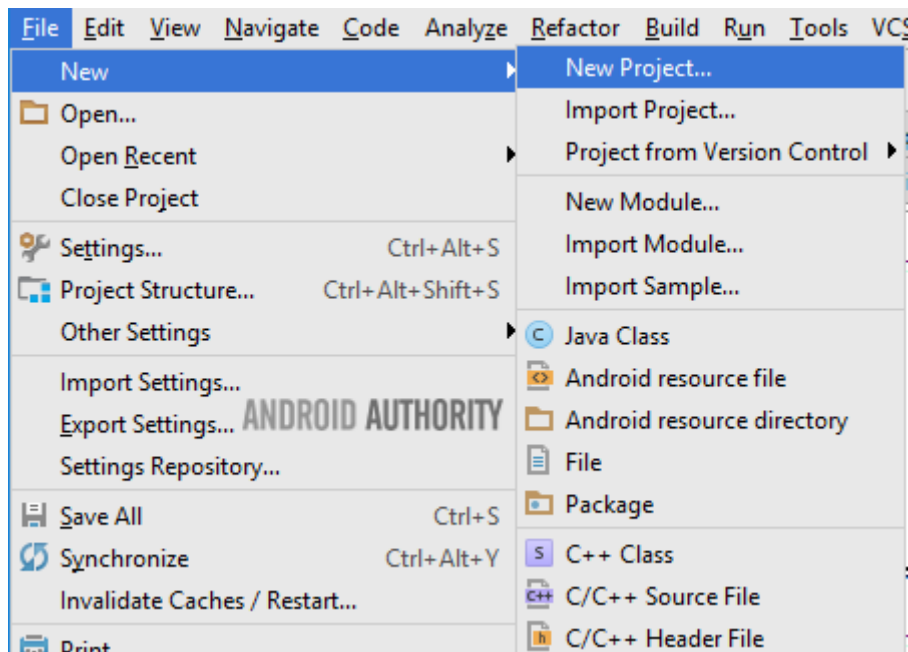 File Edit View Navigate Code Analyze Refactor Build Run Tools VCS
New
Open...
Open Recent
Close Project
Settings... Ctrl+Alt+S
Project Structure... Ctrl+Alt+Shift+S
Other Settings
Import Settings...
Export Settings...
Settings Repository...
Save All Ctrl+S
Synchronize Ctrl+Alt+Y
Invalidate Caches / Restart...
Print
ANDROID AUTHORITY
New Project...
Import Project...
Project from Version Control
New Module...
Import Module...
Import Sample...
C Java Class
Android resource file
Android resource directory
File
Package
S C++ Class
C++ C/C++ Source File
h C/C++ Header File